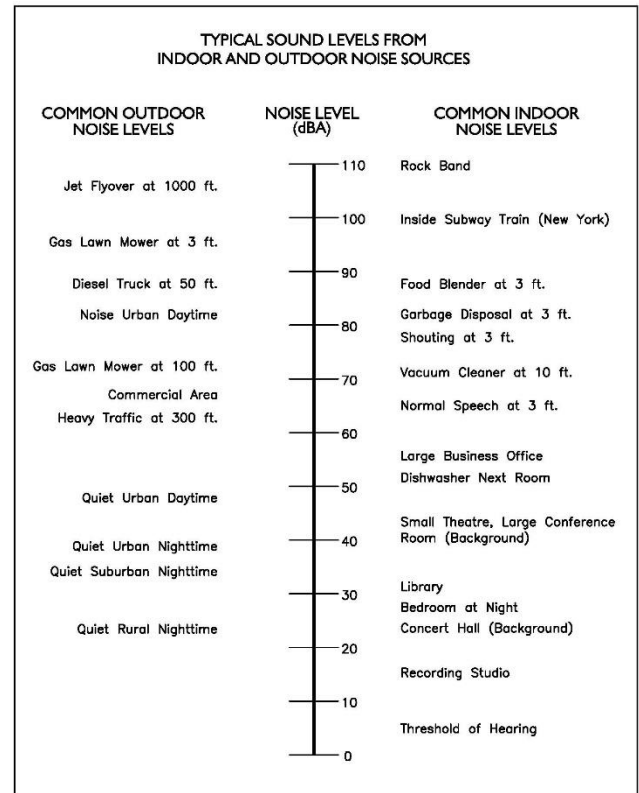 TYPICAL SOUND LEVELS FROM
INDOOR AND OUTDOOR NOISE SOURCES
COMMON OUTDOOR
NOISE LEVELS
NOISE LEVEL
(dBA)
COMMON INDOOR
NOISE LEVELS
110
Rock Band
Jet Flyover at 1000 ft.
100
Inside Subway Train (New York)
Gas Lawn Mower at 3 ft.
90
Diesel Truck at 50 ft.
Food Blender at 3 ft.
Noise Urban Daytime
Garbage Disposal at 3 ft.
80
Shouting at 3 ft.
Gas Lawn Mower at 100 ft.
Vacuum Cleaner at 10 ft.
70
Commercial Area
Normal Speech at 3 ft.
Heavy Traffic at 300 ft.
60
Large Business Office
Dishwasher Next Room
50
Quiet Urban Daytime
Small Theatre, Large Conference
Room (Background)
40
Quiet Urban Nighttime
Quiet Suburban Nighttime
Library
30
Bedroom at Night
Quiet Rural Nighttime
Concert Hall (Background)
20
Recording Studio
10
Threshold of Hearing
0